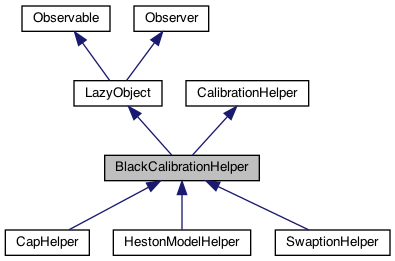 Observable
Observer
LazyObject
CalibrationHelper
BlackCalibrationHelper
CapHelper
HestonModelHelper
SwaptionHelper